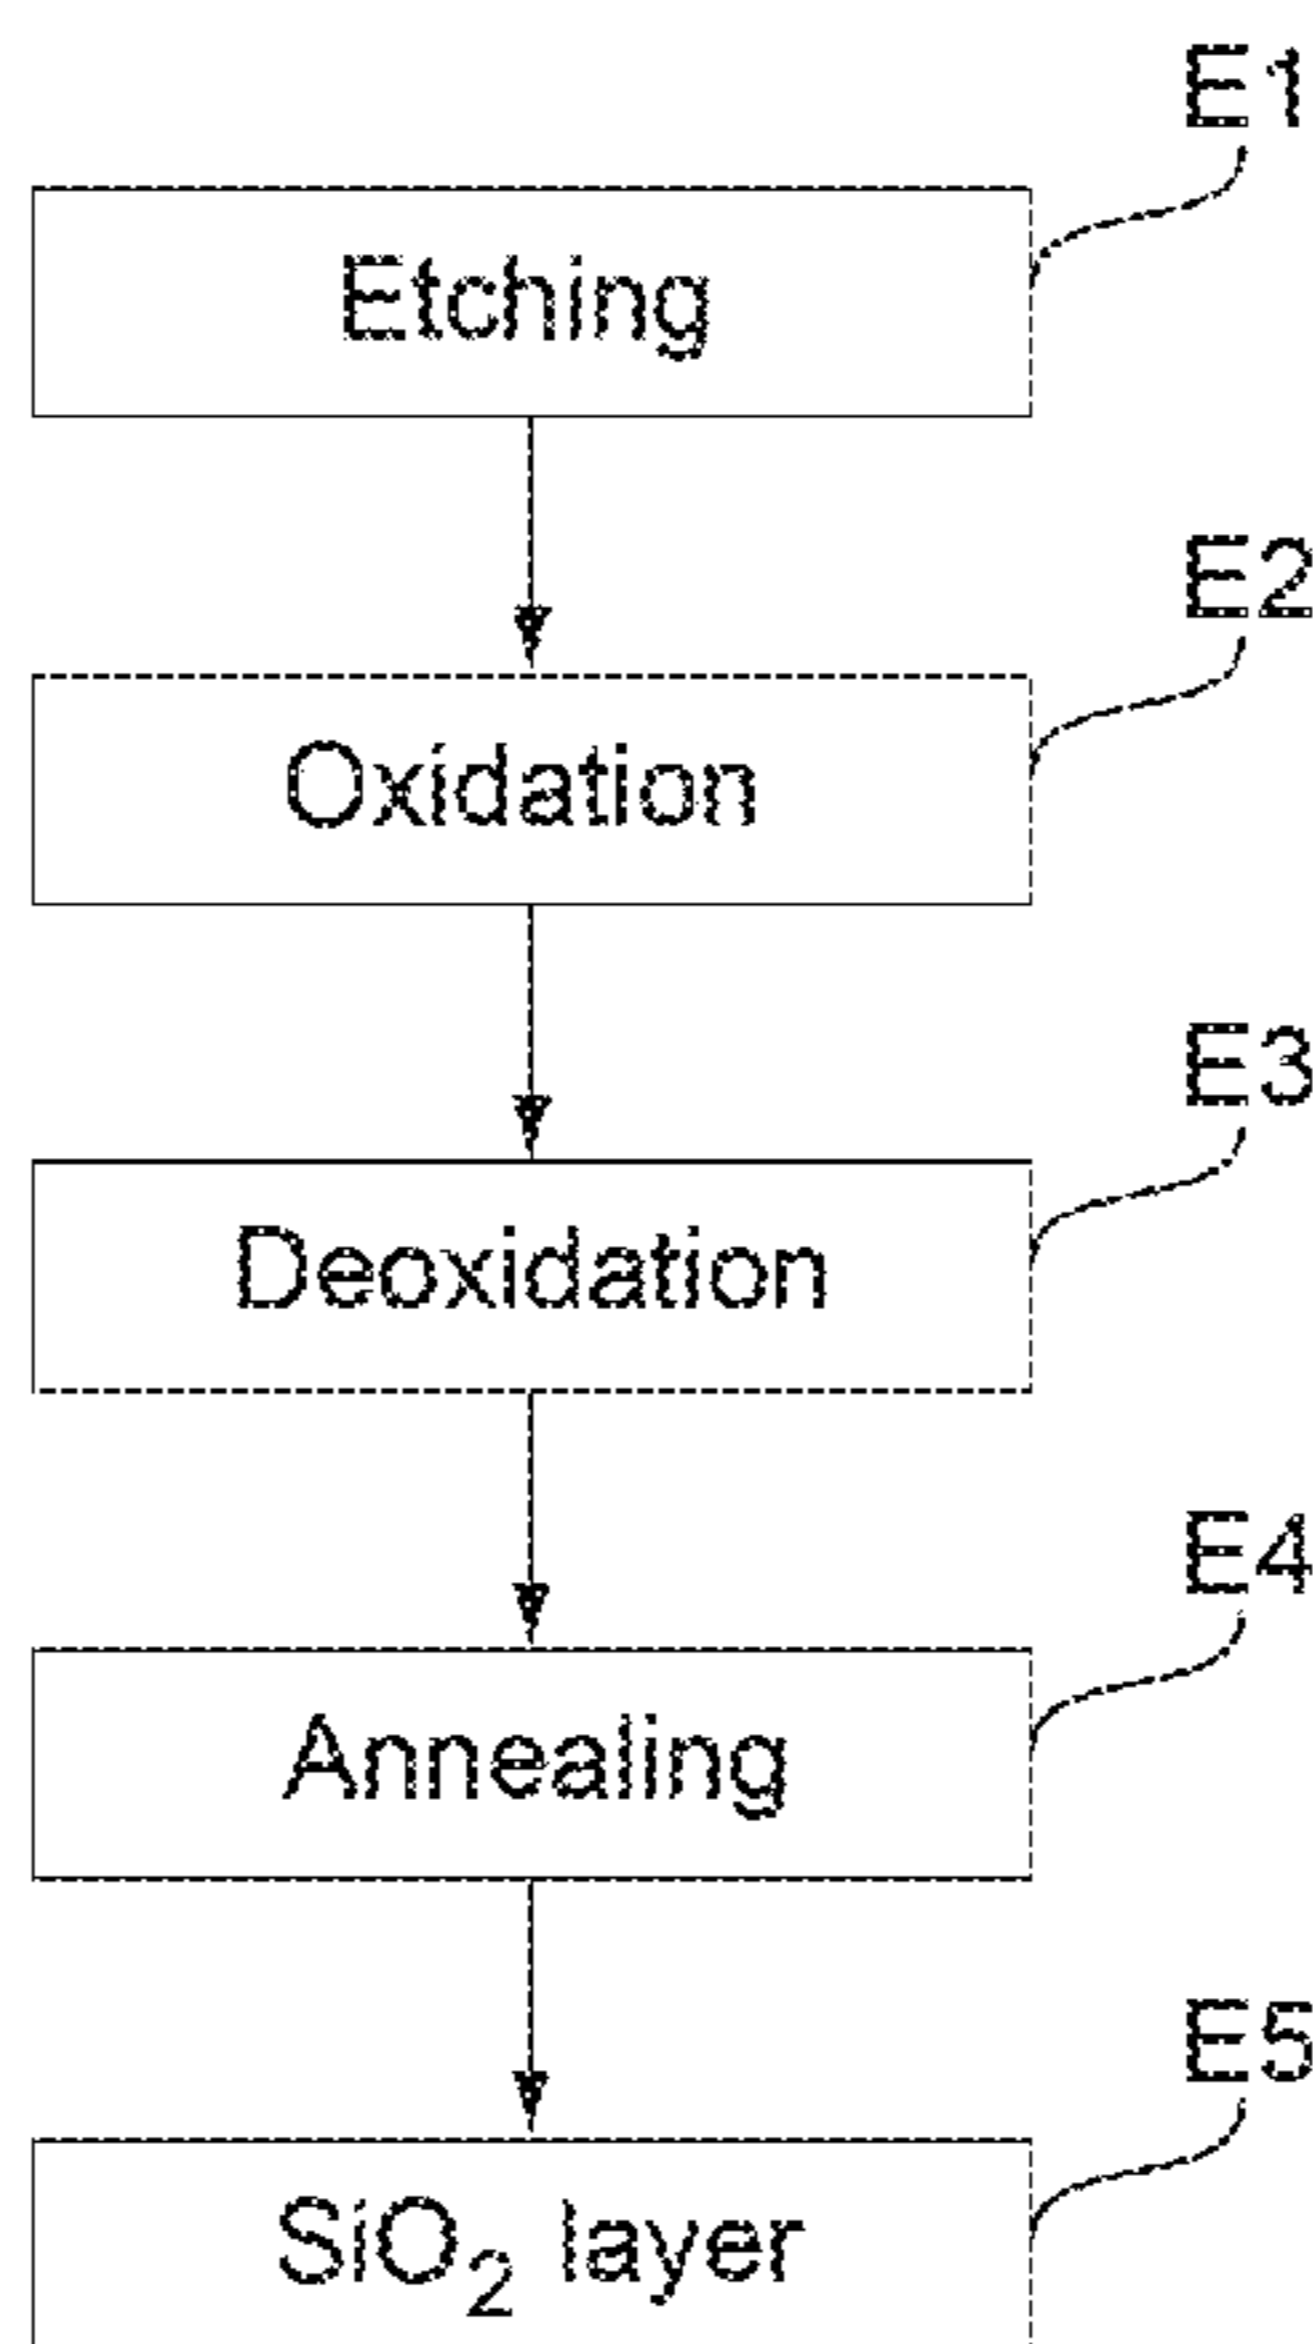 E1
Etching
E2
Oxidation
E3
Deoxidation
E4
Annealing
E5
SiO₂ layer